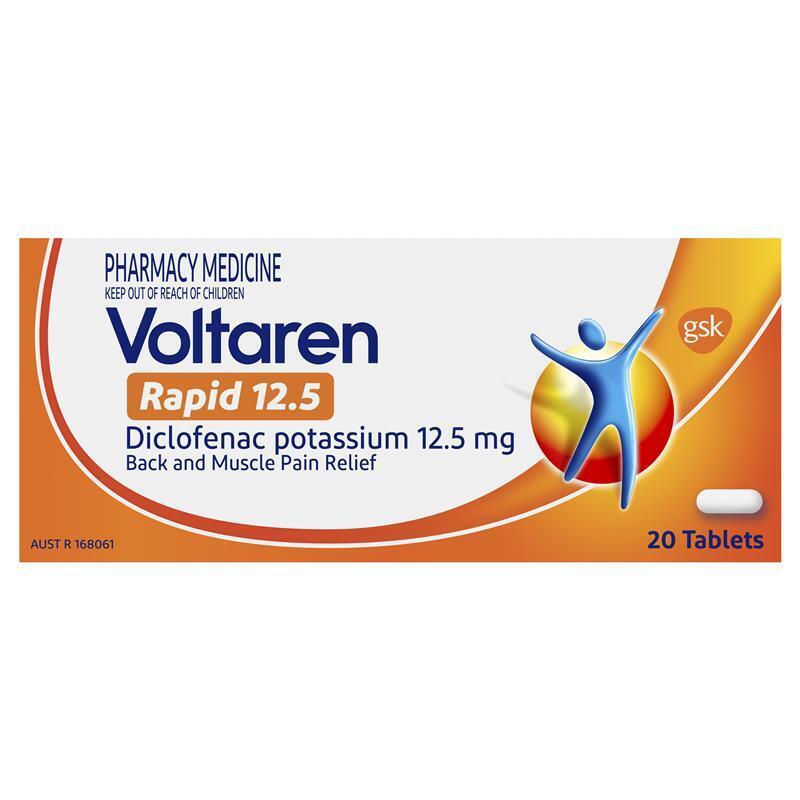 PHARMACY MEDICINE
KEEP OUT OF REACH OF CHILDREN
Voltaren
Rapid 12.5
Diclofenac potassium 12.5 mg
Back and Muscle Pain Relief
gsk
AUST R 168061
20 Tablets